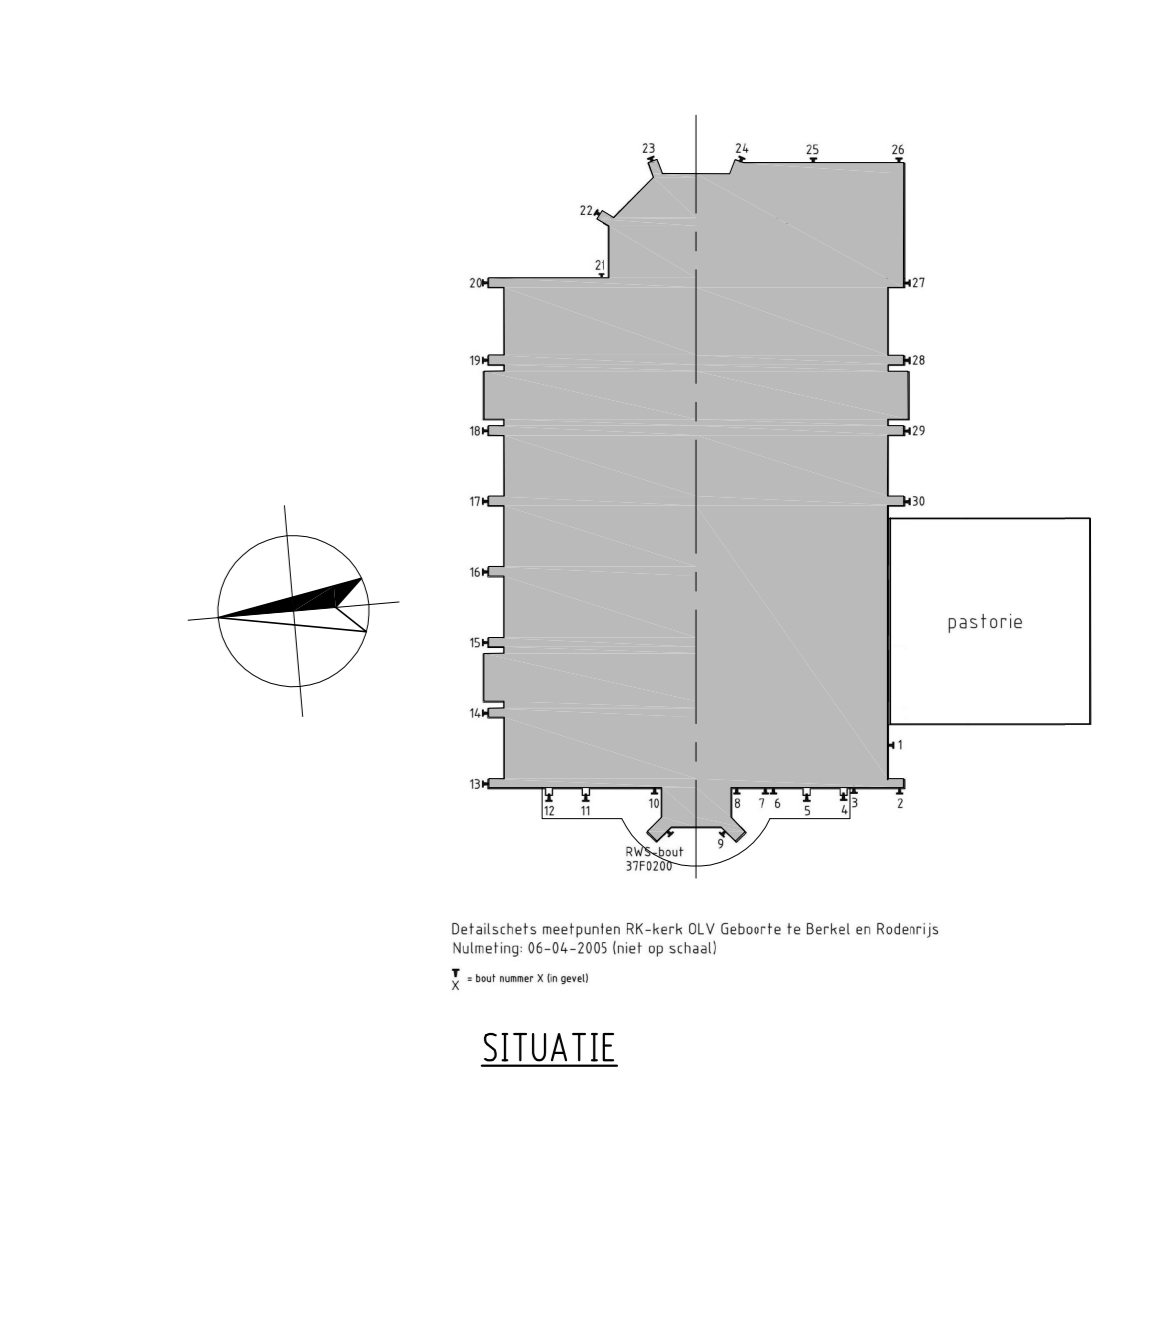 23 24 25 26
22
21
20 27
19 28
18 29
17 30
16
pastorie
15
14
1
13
12 11 10 8 7 6 5 4 3 2
9
RWS-bout
37F0200
Detailschets meetpunten RK-kerk OLV Geboorte te Berkel en Rodenrijs
Nulmeting: 06-04-2005 (niet op schaal)
X = bout nummer X (in gevel)
SITUATIE